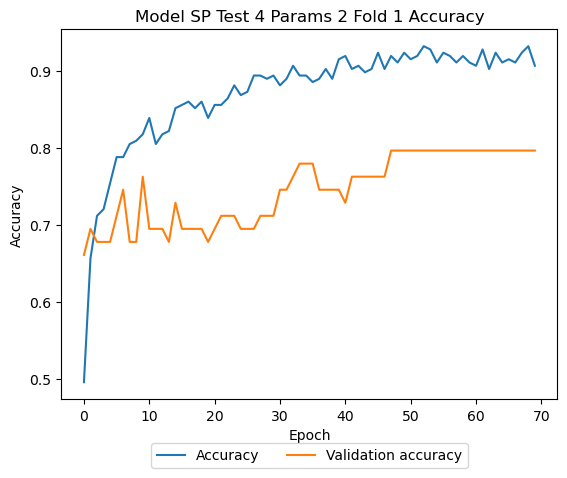 Model SP Test 4 Params 2 Fold 1 Accuracy
0.9
0.8
0.7
0.6
0.5
Accuracy
0 10 20 30 40 50 60 70
Epoch
Accuracy Validation accuracy